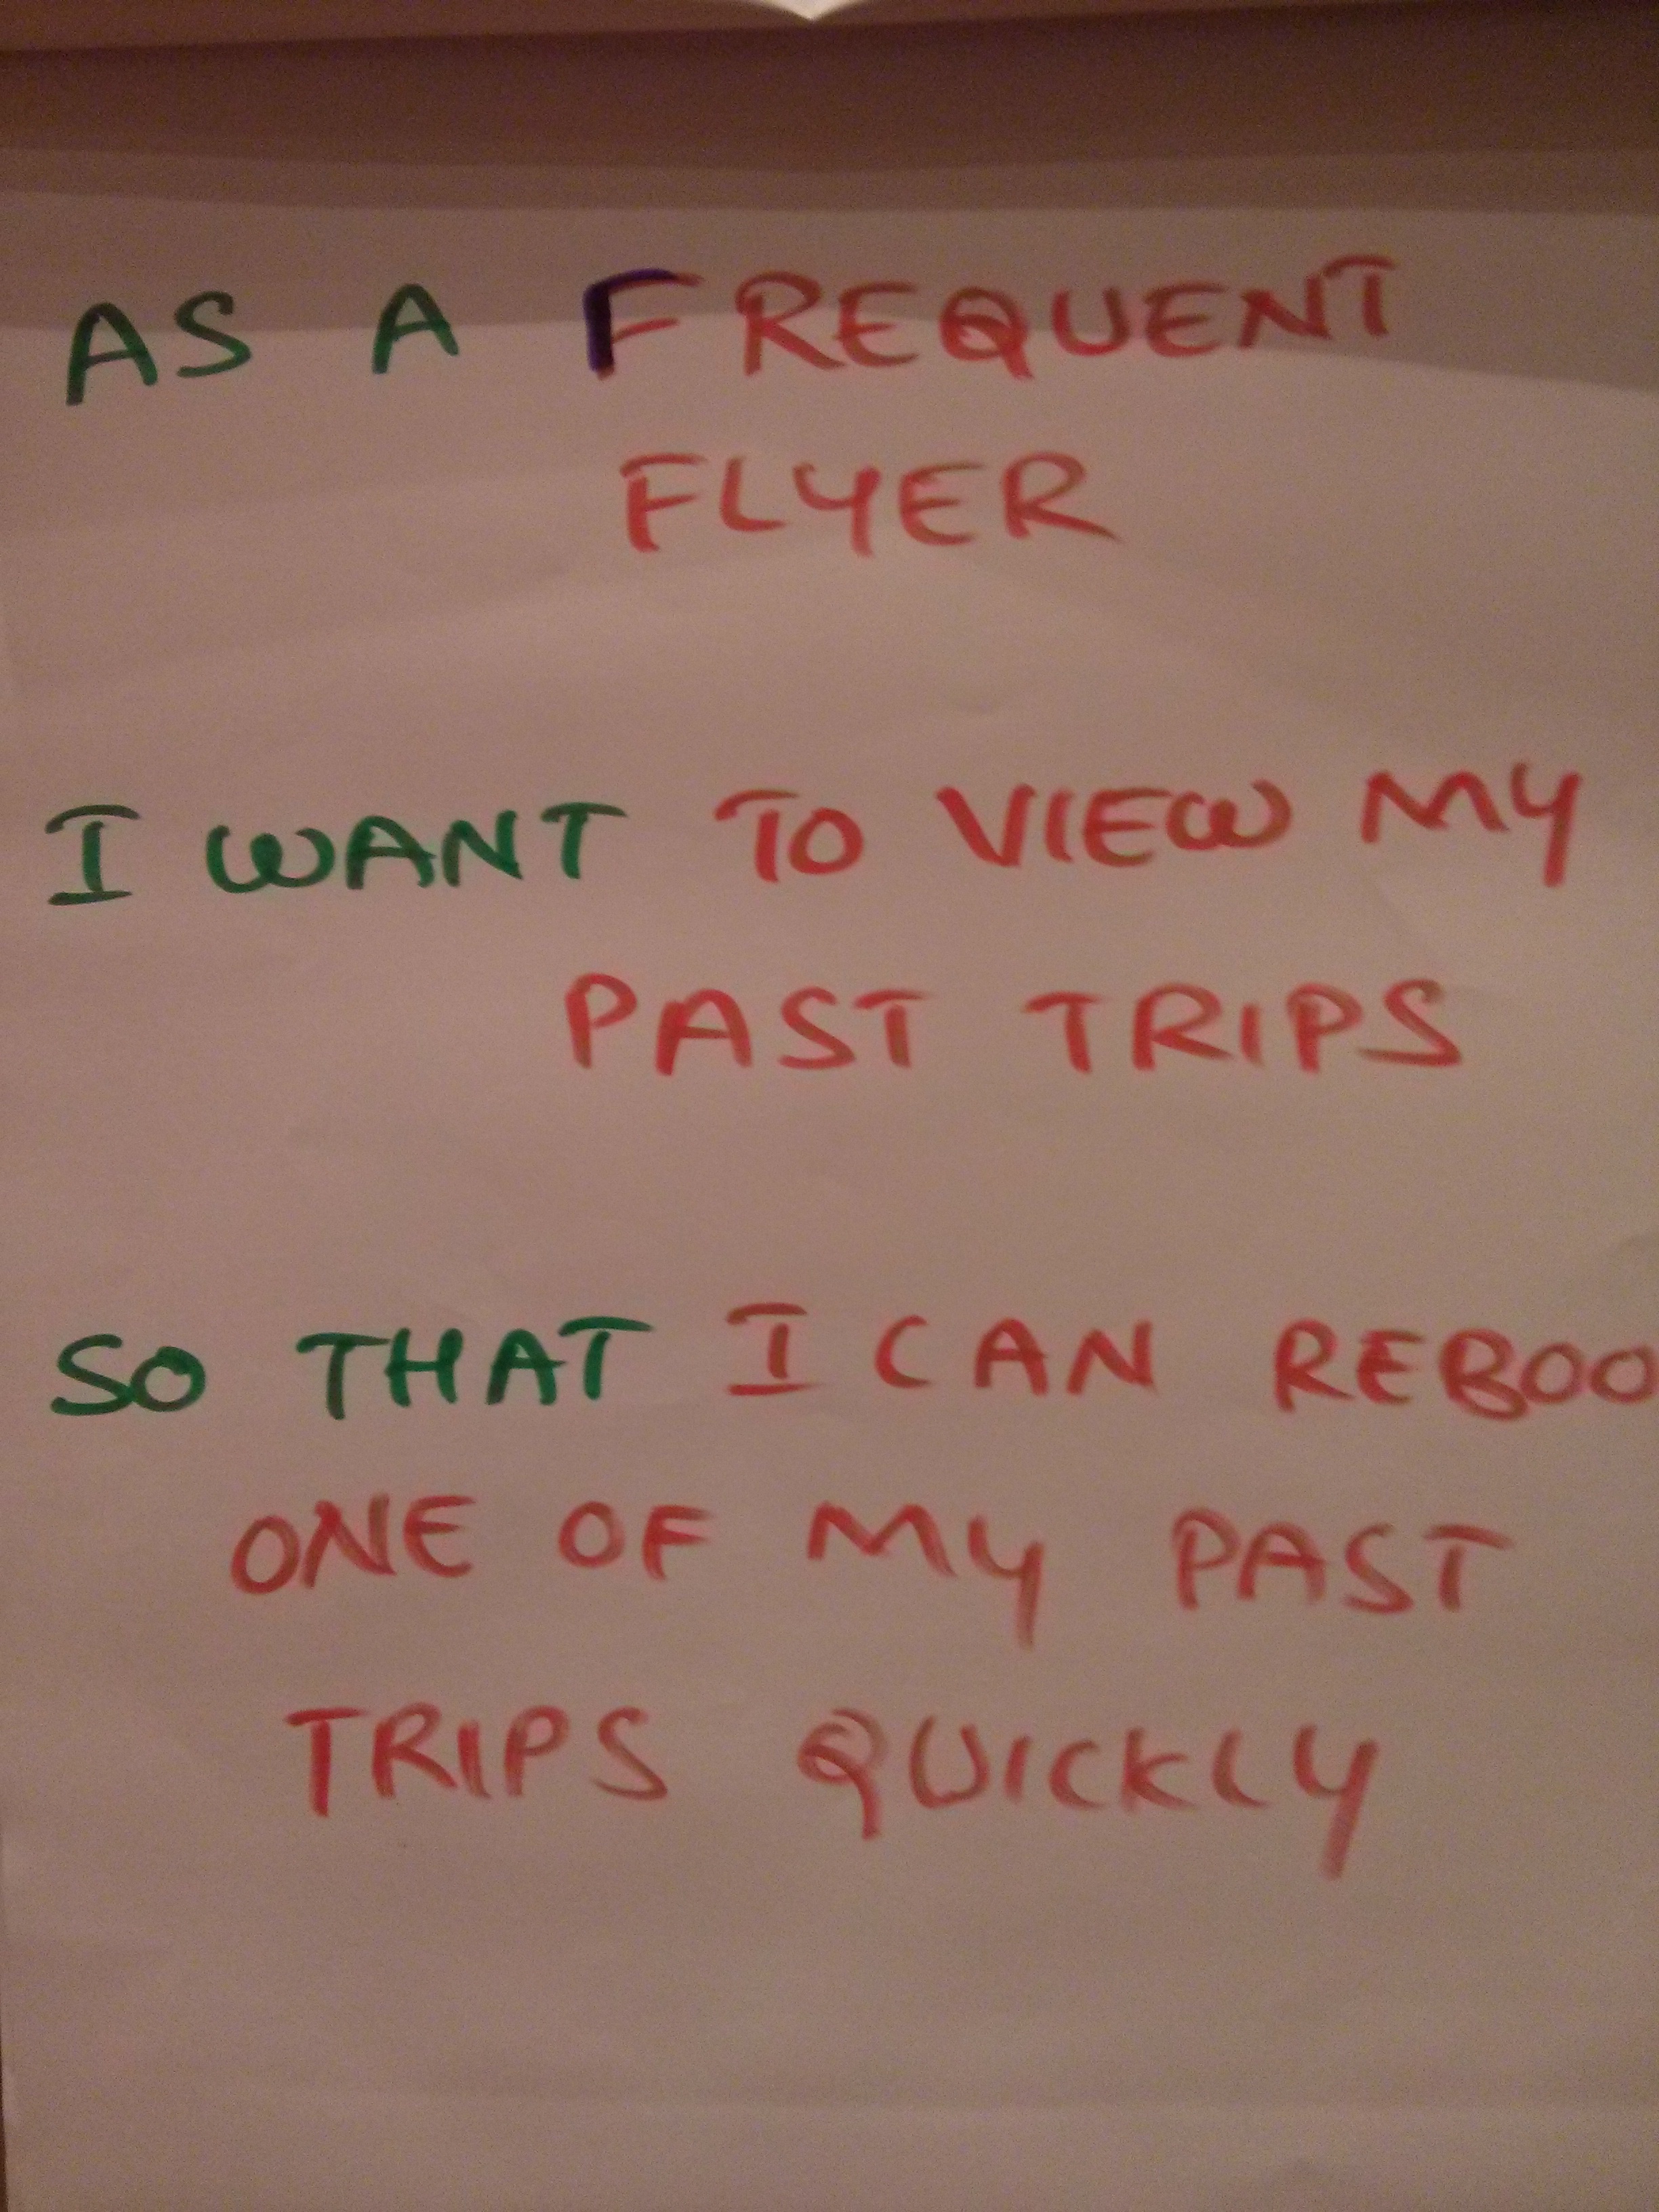 AS A FREQUENT
FLYER
I WANT TO VIEW MY
PAST TRIPS
SO THAT I CAN REBOO
ONE OF MY PAST
TRIPS QUICKLY